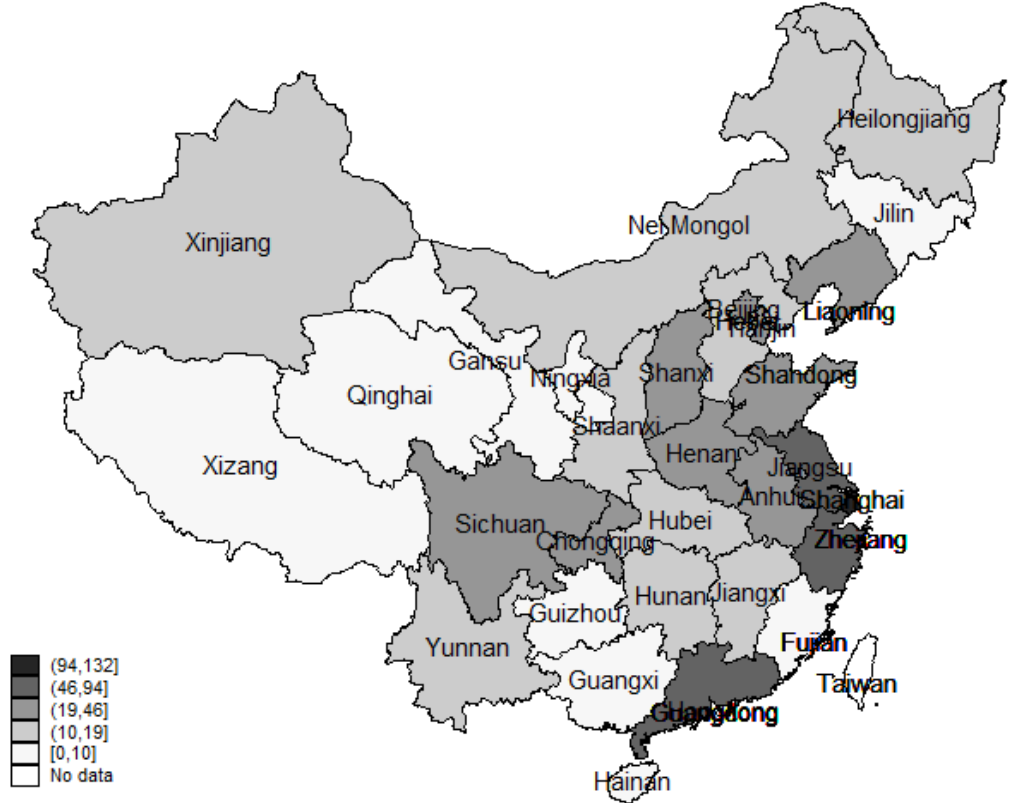 Heilongjiang
Jilin
Nei Mongol
Xinjiang
Beijing
Hebei
Tianjin
Liaoning
Gansu
Ningxia
Shanxi
Shandong
Qinghai
Shaanxi
Henan
Xizang
Jiangsu
Anhui
Shanghai
Sichuan
Hubei
Chongqing
Zhejiang
Hunan
Jiangxi
Guizhou
Yunnan
Fujian
Guangxi
Taiwan
Guangdong
Hainan
(94,132]
(46,94]
(19,46]
(10,19]
[0,10]
No data